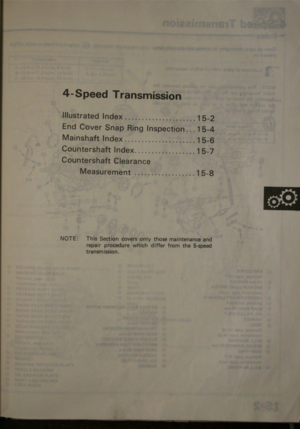 4-Speed Transmission
Illustrated Index ..................... 15-2
End Cover Snap Ring Inspection ... 15-4
Mainshaft Index ..................... 15-6
Countershaft Index .................. 15-7
Countershaft Clearance
Measurement ................... 15-8
NOTE: This Section covers only those maintenance and
repair procedure which differ from the 5-speed
transmission.